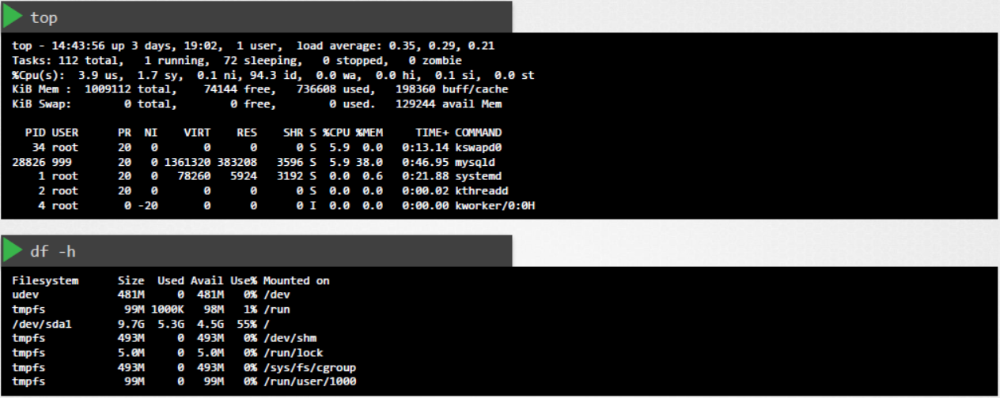 top
top - 14:43:56 up 3 days, 19:02,  1 user,  load average: 0.35, 0.29, 0.21
Tasks: 112 total,   1 running,  72 sleeping,   0 stopped,   0 zombie
%Cpu(s):  3.9 us,  1.7 sy,  0.1 ni, 94.3 id,  0.0 wa,  0.0 hi,  0.1 si,  0.0 st
KiB Mem :  1009112 total,    74144 free,   736608 used,   198360 buff/cache
KiB Swap:        0 total,        0 free,        0 used.   129244 avail Mem
PID USER      PR  NI    VIRT    RES    SHR S %CPU %MEM     TIME+ COMMAND
34 root      20   0       0      0      0 S  5.9  0.0   0:13.14 kswapd0
28826 999       20   0 1361320 383208   3596 S  5.9 38.0   0:46.95 mysqld
1 root      20   0   78260   5924   3192 S  0.0  0.6   0:21.88 systemd
2 root      20   0       0      0      0 S  0.0  0.0   0:00.02 kthreadd
4 root       0 -20       0      0      0 I  0.0  0.0   0:00.00 kworker/0:0H
df -h
Filesystem      Size  Used Avail Use% Mounted on
udev            481M     0  481M   0% /dev
tmpfs            99M 1000K   98M   1% /run
/dev/sda1       9.7G  5.3G  4.5G  55% /
tmpfs           493M     0  493M   0% /dev/shm
tmpfs           5.0M     0  5.0M   0% /run/lock
tmpfs           493M     0  493M   0% /sys/fs/cgroup
tmpfs            99M     0   99M   0% /run/user/1000